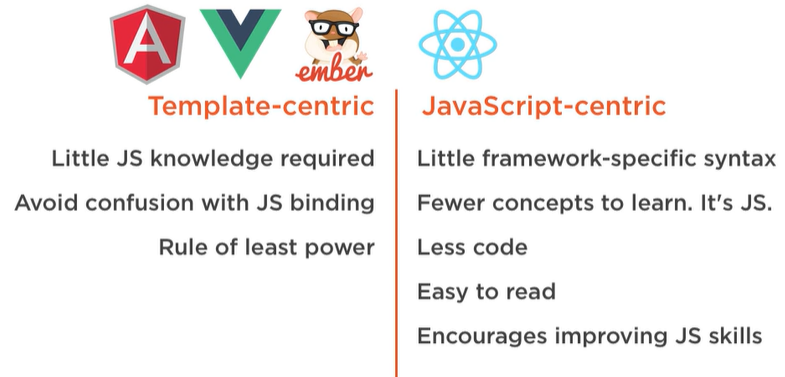 A
ember
Template-centric
Little JS knowledge required
Avoid confusion with JS binding
Rule of least power
JavaScript-centric
Little framework-specific syntax
Fewer concepts to learn. It's JS.
Less code
Easy to read
Encourages improving JS skills